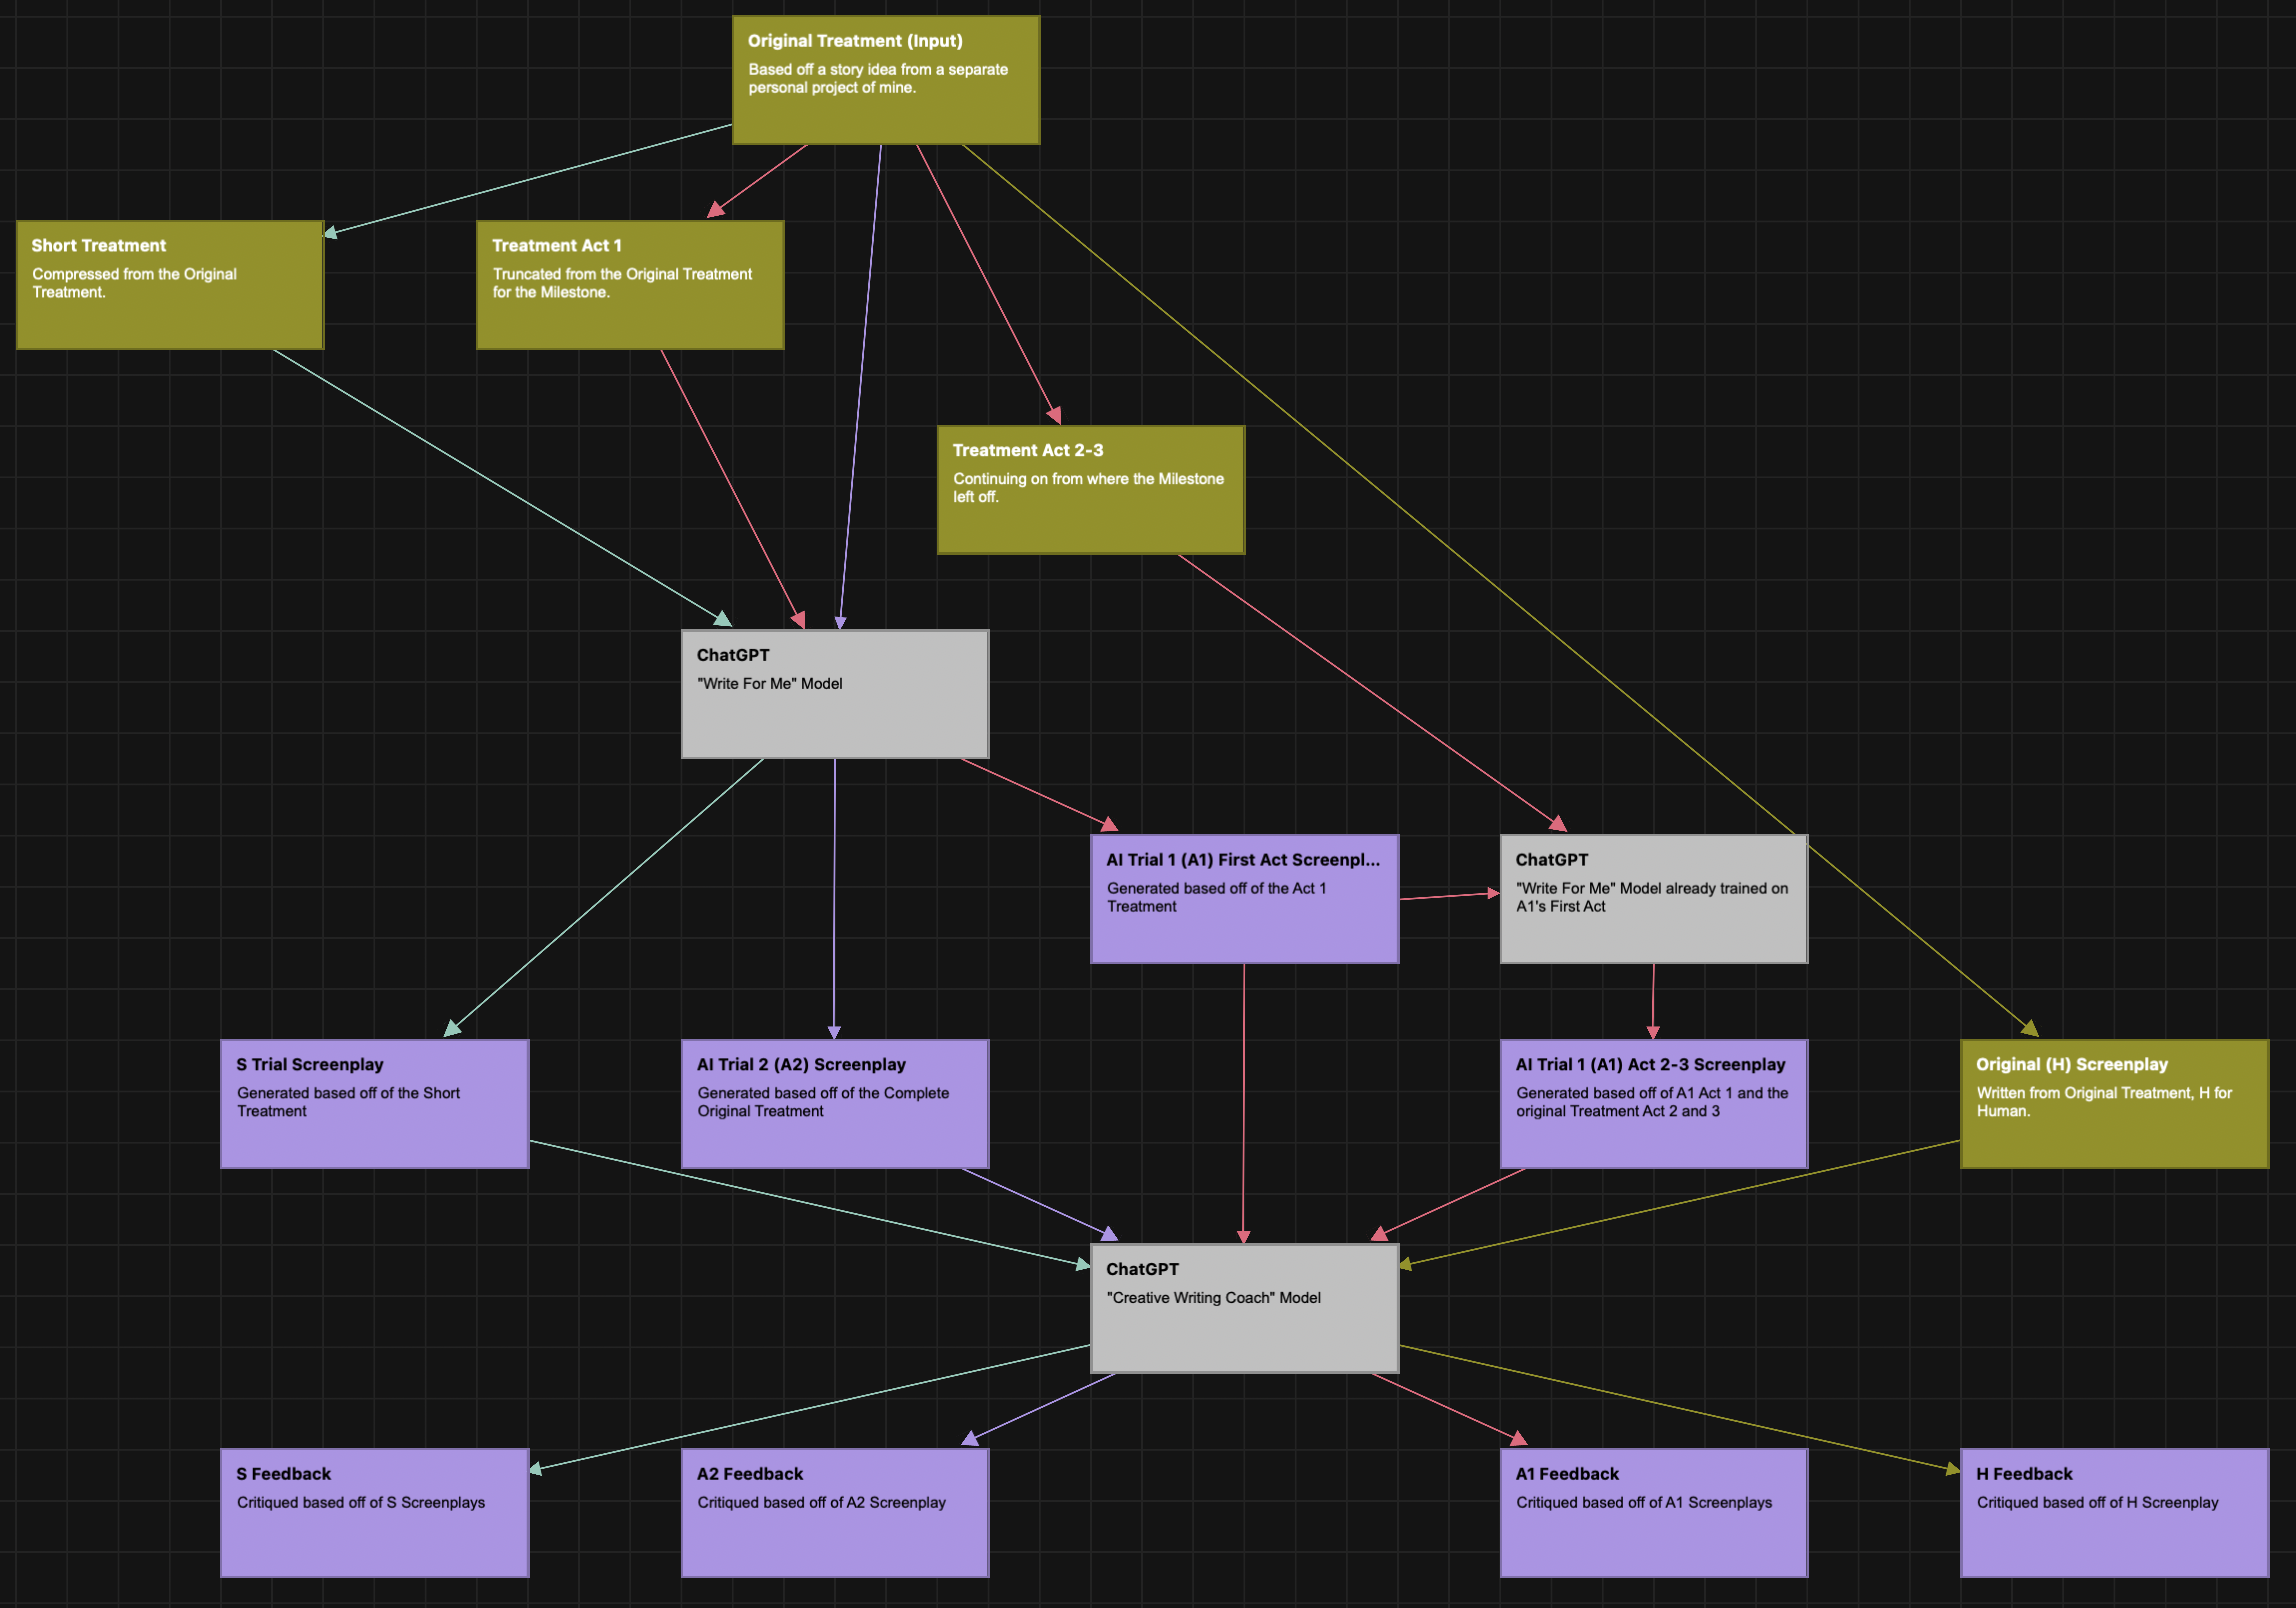 Original Treatment (Input)
Based off a story idea from a separate
personal project of mine.
Short Treatment
Compressed from the Original
Treatment.
Treatment Act 1
Truncated from the Original Treatment
for the Milestone.
Treatment Act 2-3
Continuing on from where the Milestone
left off.
ChatGPT
"Write For Me" Model
AI Trial 1 (A1) First Act Screenpl...
Generated based off of the Act 1
Treatment
ChatGPT
"Write For Me" Model already trained on
A1's First Act
S Trial Screenplay
Generated based off of the Short
Treatment
AI Trial 2 (A2) Screenplay
Generated based off of the Complete
Original Treatment
AI Trial 1 (A1) Act 2-3 Screenplay
Generated based off of A1 Act 1 and the
original Treatment Act 2 and 3
Original (H) Screenplay
Written from Original Treatment, H for
Human.
ChatGPT
"Creative Writing Coach" Model
S Feedback
Critiqued based off of S Screenplays
A2 Feedback
Critiqued based off of A2 Screenplay
A1 Feedback
Critiqued based off of A1 Screenplays
H Feedback
Critiqued based off of H Screenplay